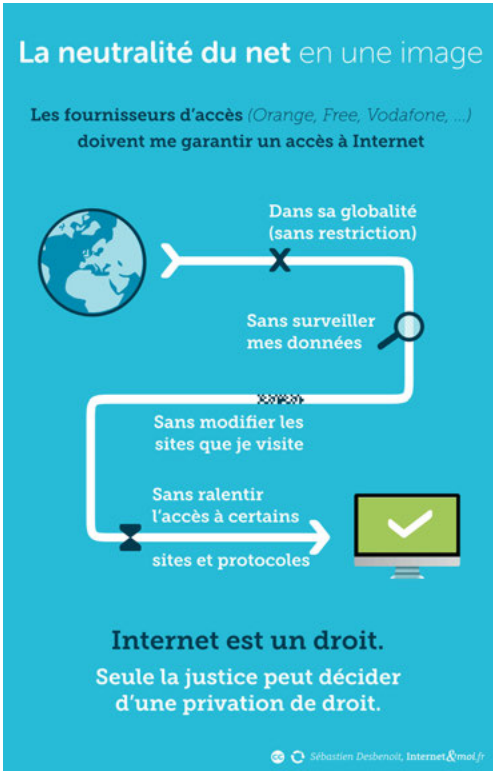 La neutralité du net en une image
Les fournisseurs d'accès (Orange, Free, Vodafone, ...)
doivent me garantir un accès à Internet
Dans sa globalité
(sans restriction)
Sans surveiller
mes données
Sans modifier les
sites que je visite
Sans ralentir
l'accès à certains
sites et protocoles
Internet est un droit.
Seule la justice peut décider
d'une privation de droit.
cc Sébastien Desbenoit, Internet&moi.fr